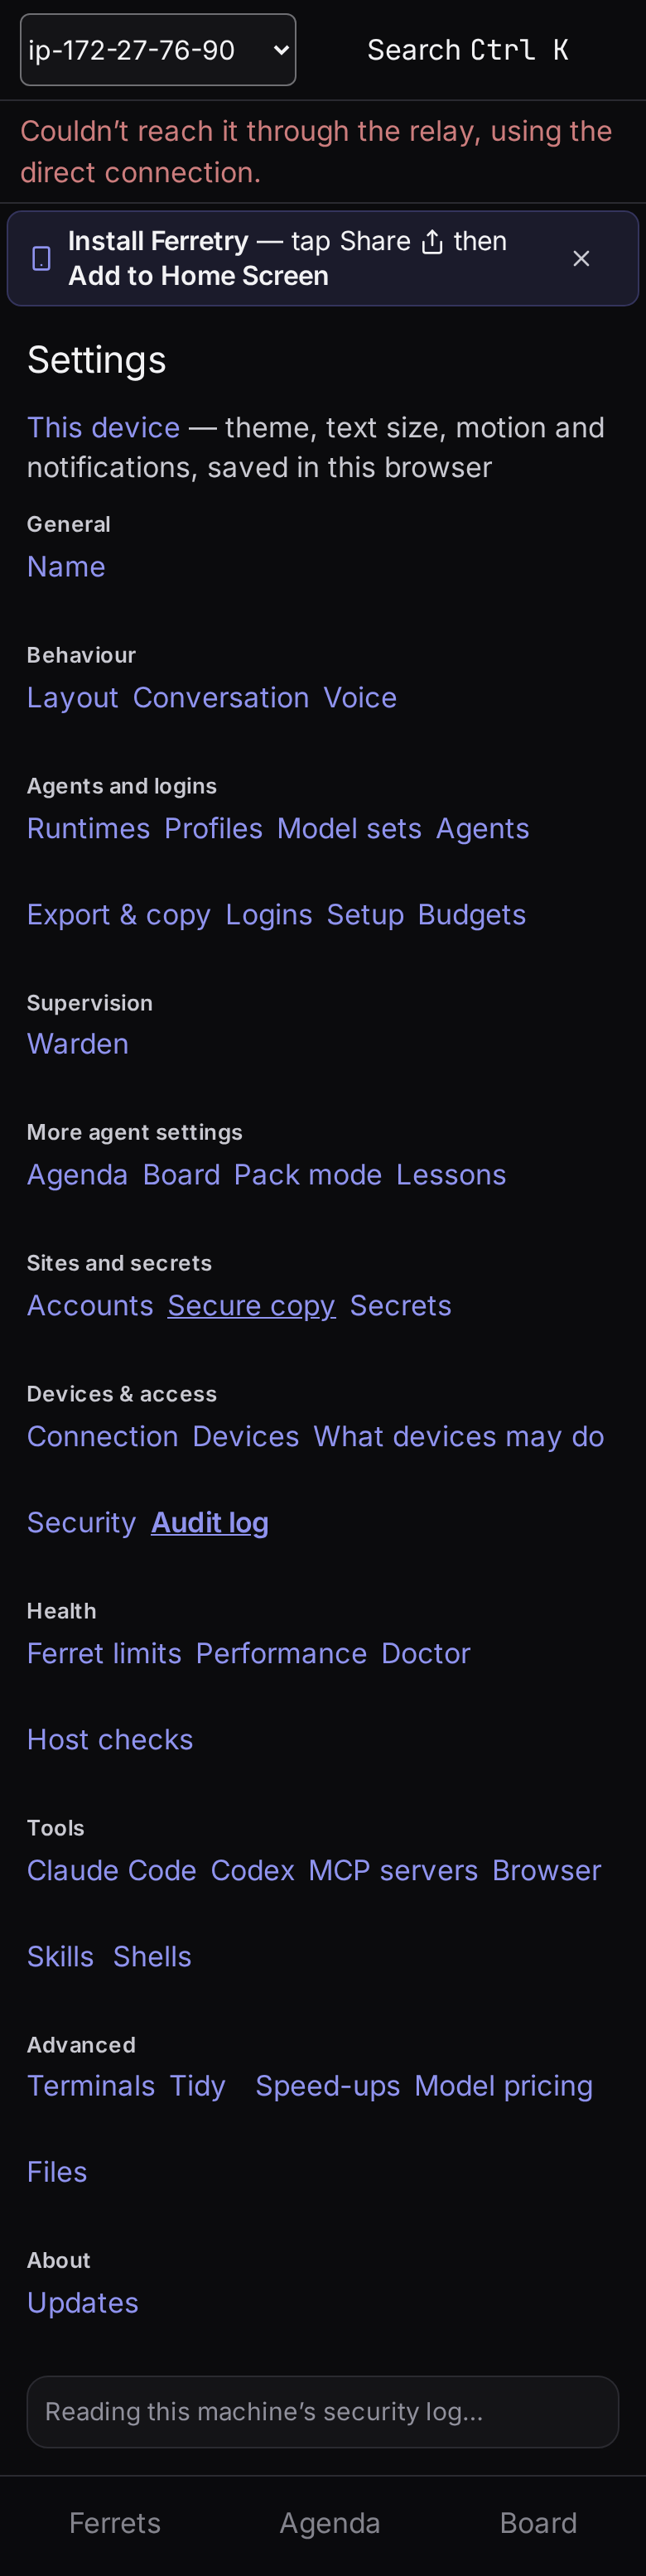 ip-172-27-76-90
Search Ctrl K
Couldn’t reach it through the relay, using the
direct connection.
Install Ferretry — tap Share then
Add to Home Screen
Settings
This device — theme, text size, motion and
notifications, saved in this browser
General
Name
Behaviour
Layout Conversation Voice
Agents and logins
Runtimes Profiles Model sets Agents
Export & copy Logins Setup Budgets
Supervision
Warden
More agent settings
Agenda Board Pack mode Lessons
Sites and secrets
Accounts Secure copy Secrets
Devices & access
Connection Devices What devices may do
Security Audit log
Health
Ferret limits Performance Doctor
Host checks
Tools
Claude Code Codex MCP servers Browser
Skills Shells
Advanced
Terminals Tidy Speed-ups Model pricing
Files
About
Updates
Reading this machine’s security log…
Ferrets Agenda Board